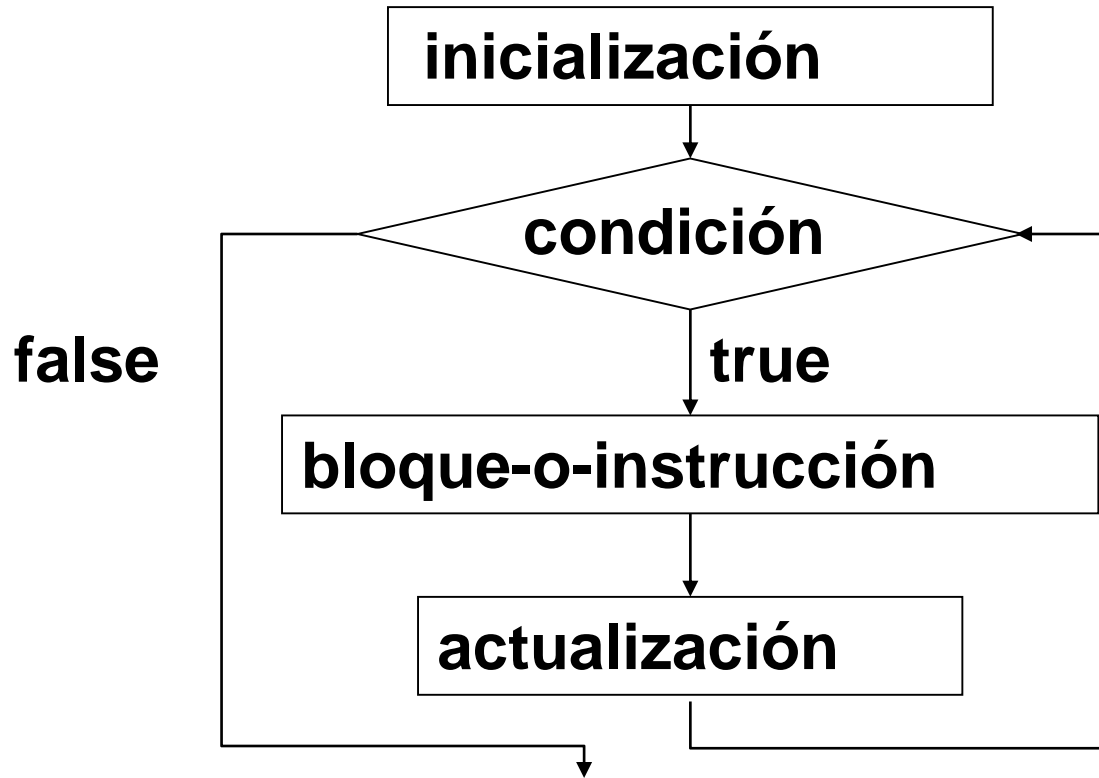 inicialización
condición
false
true
bloque-o-instrucción
actualización